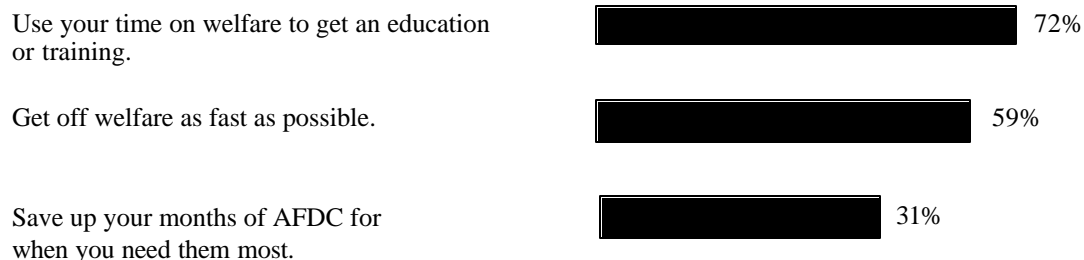 Use your time on welfare to get an education 72%
or training.
Get off welfare as fast as possible. 59%
Save up your months of AFDC for 31%
when you need them most.